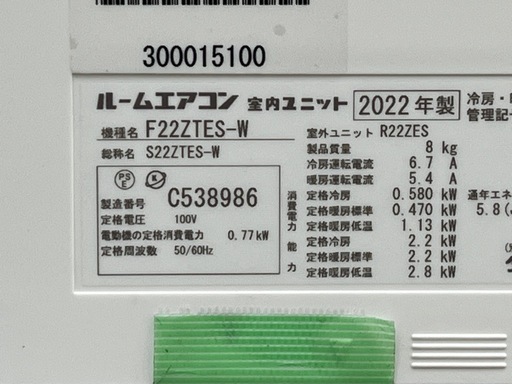 300015100
ルームエアコン 室内ユニット 2022年製
機種名 F22ZTES-W
総称名 S22ZTES-W
PS
E
製造番号 C538986
定格電圧 100V
電動機の定格消費電力 0.77kW
定格周波数 50/60Hz
室外ユニット R22ZES
製品質量 8 kg
冷房運転電流 6.7 A
暖房運転電流 5.4 A
消費電力
定格冷房 0.580 kW
定格暖房標準 0.470 kW
定格暖房低温 1.13 kW
能力
定格冷房 2.2 kW
定格暖房標準 2.2 kW
定格暖房低温 2.8 kW
冷房・
管理記
通年エネ
5.8